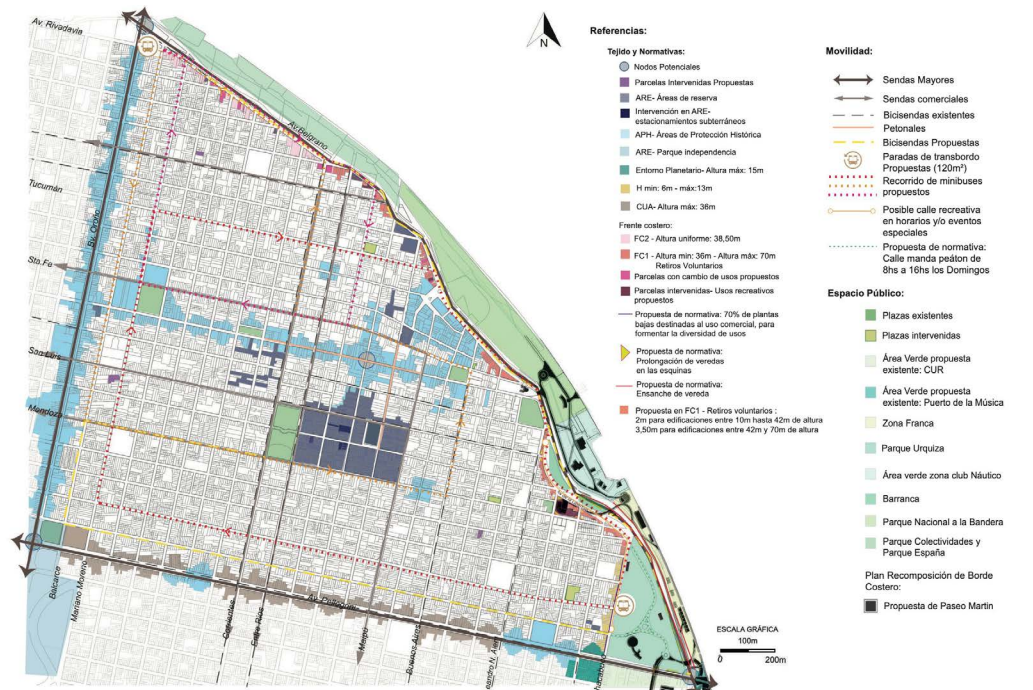 Av. Rivadavia
Av.Belgrano
Tucumán
Bv. Oroño
Sta.Fe
San Luis
Mendoza
Balcarce
Mariano Moreno
Corrientes
Entre Ríos
Maipú
Buenos Aires
Av. Pellegrini
N
Referencias:
Tejido y Normativas:
Nodos Potenciales
Parcelas Intervenidas Propuestas
ARE- Áreas de reserva
Intervención en ARE-
estacionamientos subterráneos
APH- Áreas de Protección Histórica
ARE- Parque independencia
Entorno Planetario- Altura máx: 15m
H min: 6m - máx:13m
CUA- Altura máx: 36m
Frente costero:
FC2 - Altura uniforme: 38,50m
FC1 - Altura min: 36m - Altura máx: 70m
Retiros Voluntarios
Parcelas con cambio de usos propuestos
Parcelas intervenidas- Usos recreativos
propuestos
Propuesta de normativa: 70% de plantas
bajas destinadas al uso comercial, para
fomentar la diversidad de usos
Propuesta de normativa:
Prolongación de veredas
en las esquinas
Propuesta de normativa:
Ensanche de vereda
Propuesta en FC1 - Retiros voluntarios :
2m para edificaciones entre 10m hasta 42m de altura
3,50m para edificaciones entre 42m y 70m de altura
ESCALA GRÁFICA
100m
0 200m
Movilidad:
Sendas Mayores
Sendas comerciales
Bicisendas existentes
Petonales
Bicisendas Propuestas
Paradas de transbordo
Propuestas (120m²)
Recorrido de minibuses
propuestos
Posible calle recreativa
en horarios y/o eventos
especiales
Propuesta de normativa:
Calle manda peáton de
8hs a 16hs los Domingos
Espacio Público:
Plazas existentes
Plazas intervenidas
Área Verde propuesta
existente: CUR
Área Verde propuesta
existente: Puerto de la Música
Zona Franca
Parque Urquiza
Área verde zona club Náutico
Barranca
Parque Nacional a la Bandera
Parque Colectividades y
Parque España
Plan Recomposición de Borde
Costero:
Propuesta de Paseo Martin